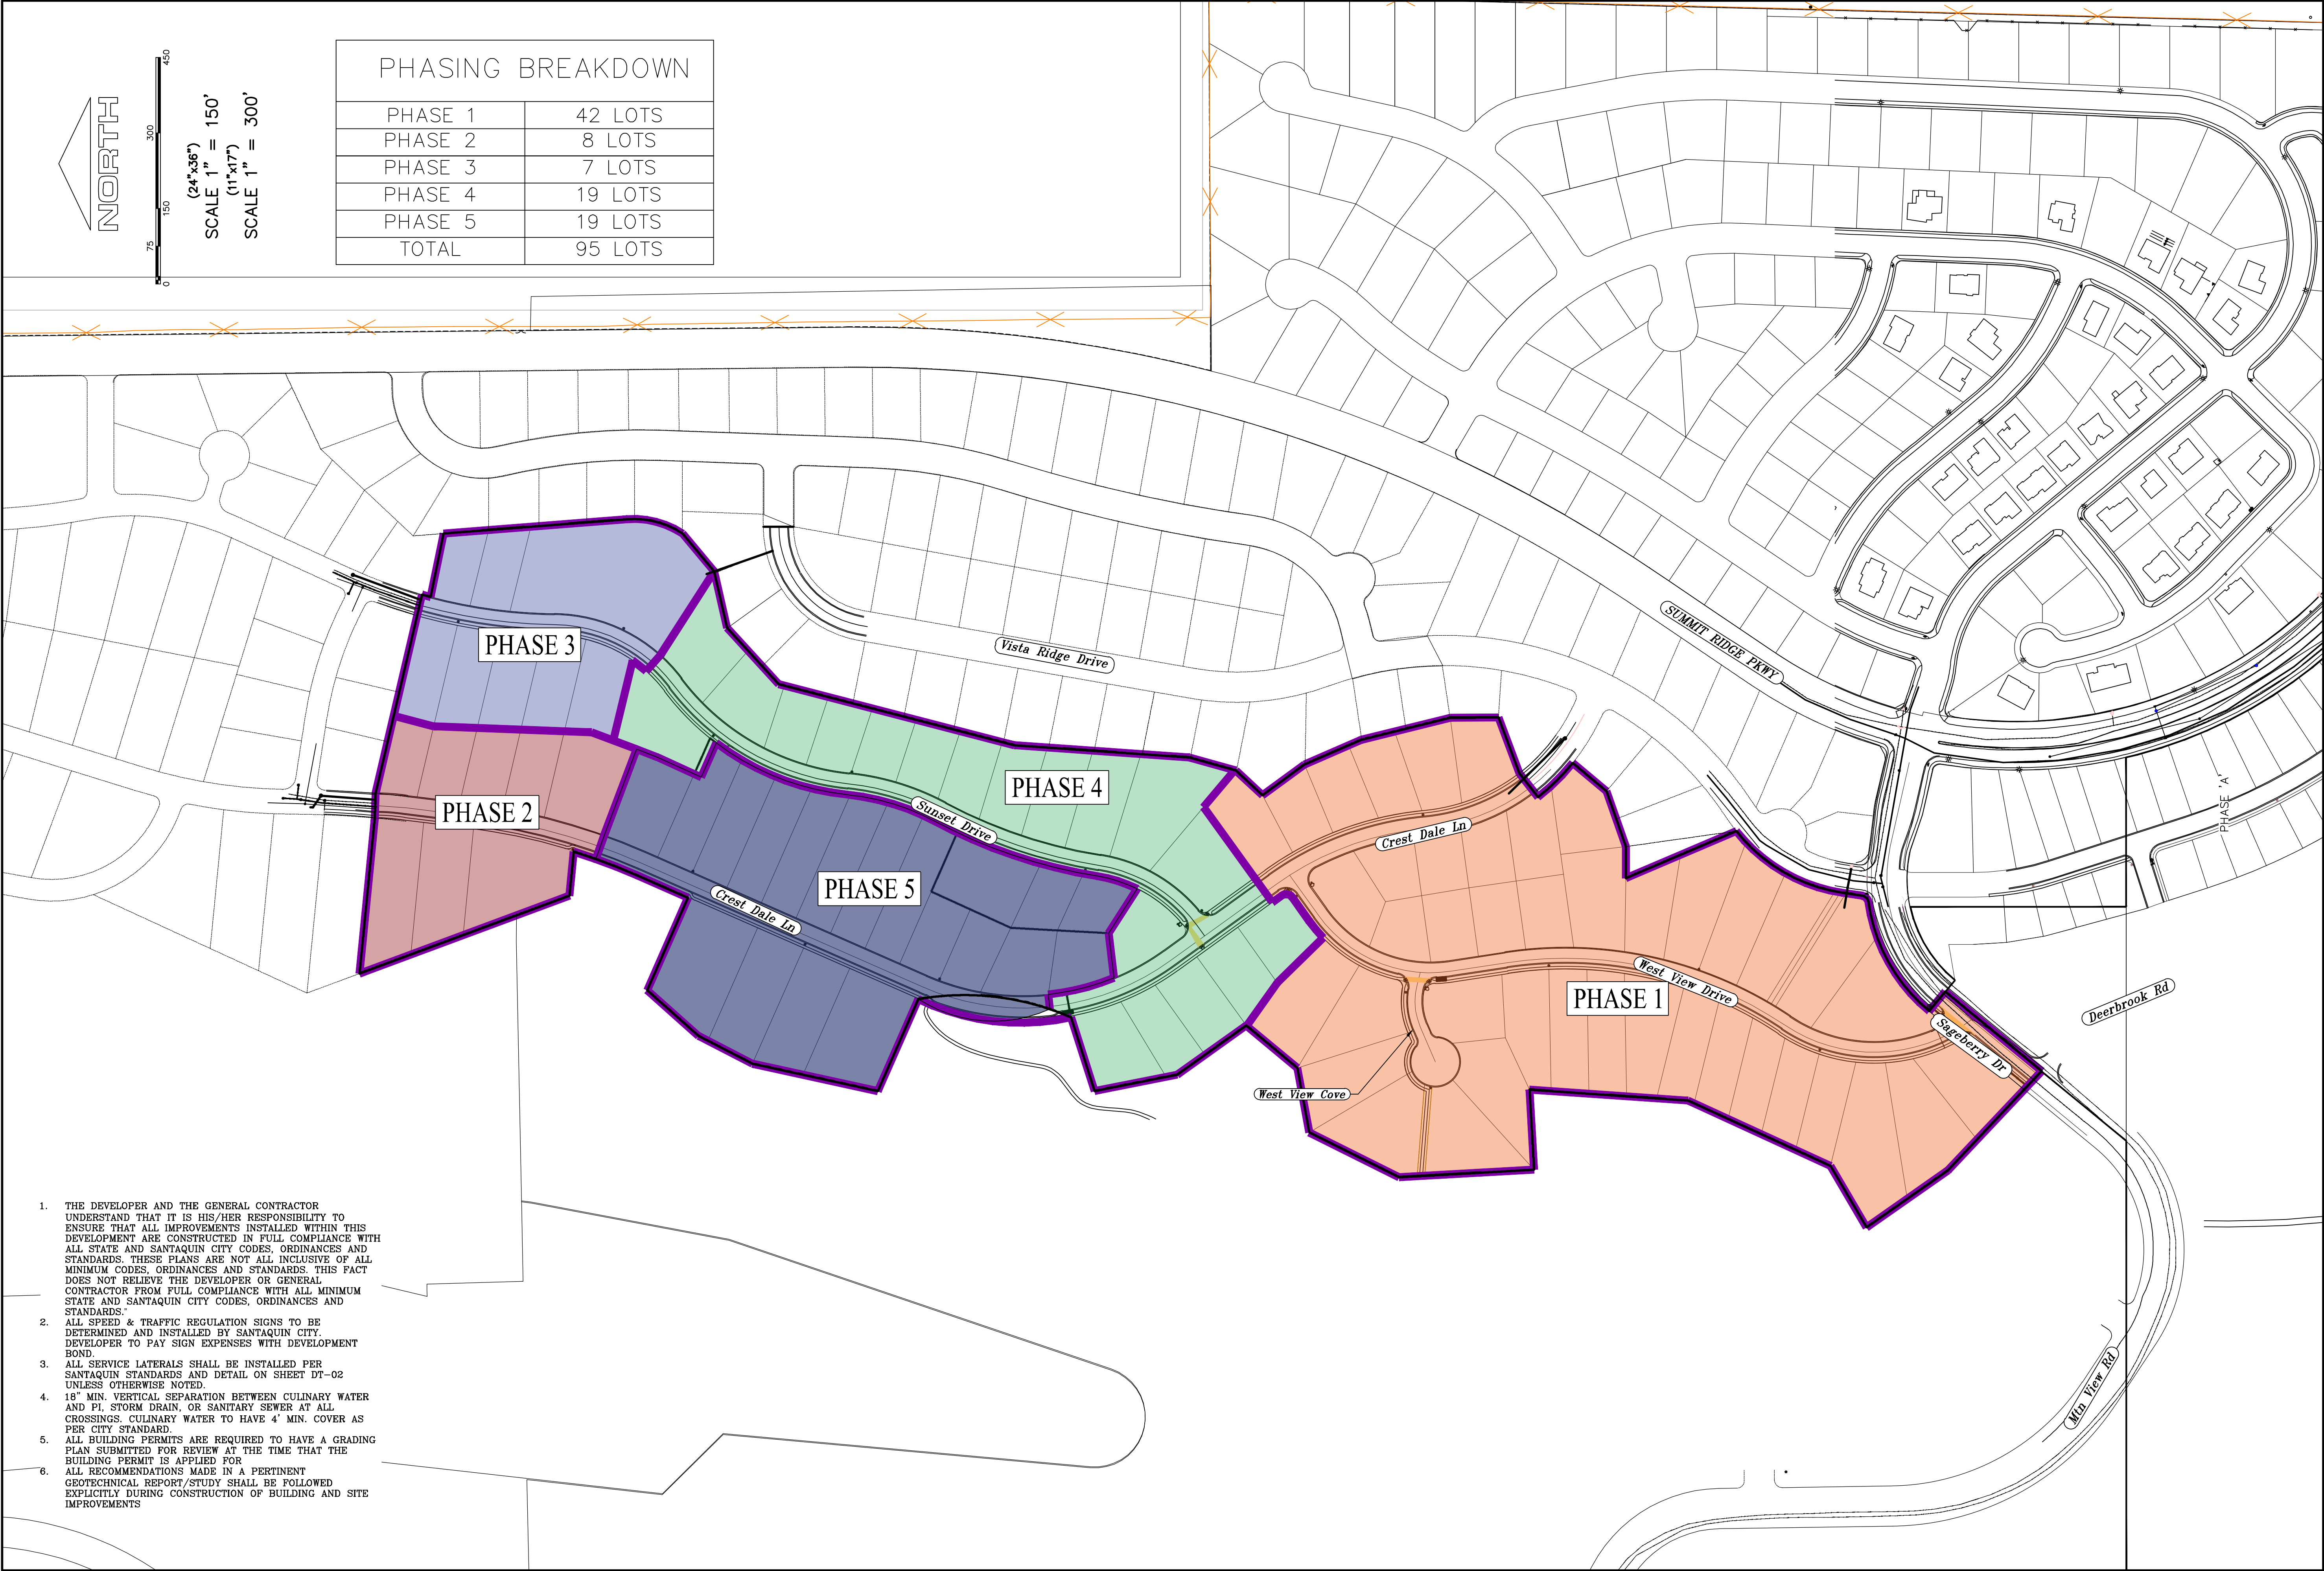 NORTH
0 75 150 300 450
(24"x36")
SCALE 1" = 150'
(11"x17")
SCALE 1" = 300'
PHASING BREAKDOWN
PHASE 1 42 LOTS
PHASE 2 8 LOTS
PHASE 3 7 LOTS
PHASE 4 19 LOTS
PHASE 5 19 LOTS
TOTAL 95 LOTS
SUMMIT RIDGE PKWY
PHASE 3
Vista Ridge Drive
PHASE 2
PHASE 4
Sunset Drive
Crest Dale Ln
PHASE 'A'
PHASE 5
Crest Dale Ln
West View Drive
PHASE 1
Deerbrook Rd
Sageberry Dr
West View Cove
Mtn View Rd
1. THE DEVELOPER AND THE GENERAL CONTRACTOR
UNDERSTAND THAT IT IS HIS/HER RESPONSIBILITY TO
ENSURE THAT ALL IMPROVEMENTS INSTALLED WITHIN THIS
DEVELOPMENT ARE CONSTRUCTED IN FULL COMPLIANCE WITH
ALL STATE AND SANTAQUIN CITY CODES, ORDINANCES AND
STANDARDS. THESE PLANS ARE NOT ALL INCLUSIVE OF ALL
MINIMUM CODES, ORDINANCES AND STANDARDS. THIS FACT
DOES NOT RELIEVE THE DEVELOPER OR GENERAL
CONTRACTOR FROM FULL COMPLIANCE WITH ALL MINIMUM
STATE AND SANTAQUIN CITY CODES, ORDINANCES AND
STANDARDS."
2. ALL SPEED & TRAFFIC REGULATION SIGNS TO BE
DETERMINED AND INSTALLED BY SANTAQUIN CITY.
DEVELOPER TO PAY SIGN EXPENSES WITH DEVELOPMENT
BOND.
3. ALL SERVICE LATERALS SHALL BE INSTALLED PER
SANTAQUIN STANDARDS AND DETAIL ON SHEET DT-02
UNLESS OTHERWISE NOTED.
4. 18" MIN. VERTICAL SEPARATION BETWEEN CULINARY WATER
AND PI, STORM DRAIN, OR SANITARY SEWER AT ALL
CROSSINGS. CULINARY WATER TO HAVE 4' MIN. COVER AS
PER CITY STANDARD.
5. ALL BUILDING PERMITS ARE REQUIRED TO HAVE A GRADING
PLAN SUBMITTED FOR REVIEW AT THE TIME THAT THE
BUILDING PERMIT IS APPLIED FOR
6. ALL RECOMMENDATIONS MADE IN A PERTINENT
GEOTECHNICAL REPORT/STUDY SHALL BE FOLLOWED
EXPLICITLY DURING CONSTRUCTION OF BUILDING AND SITE
IMPROVEMENTS